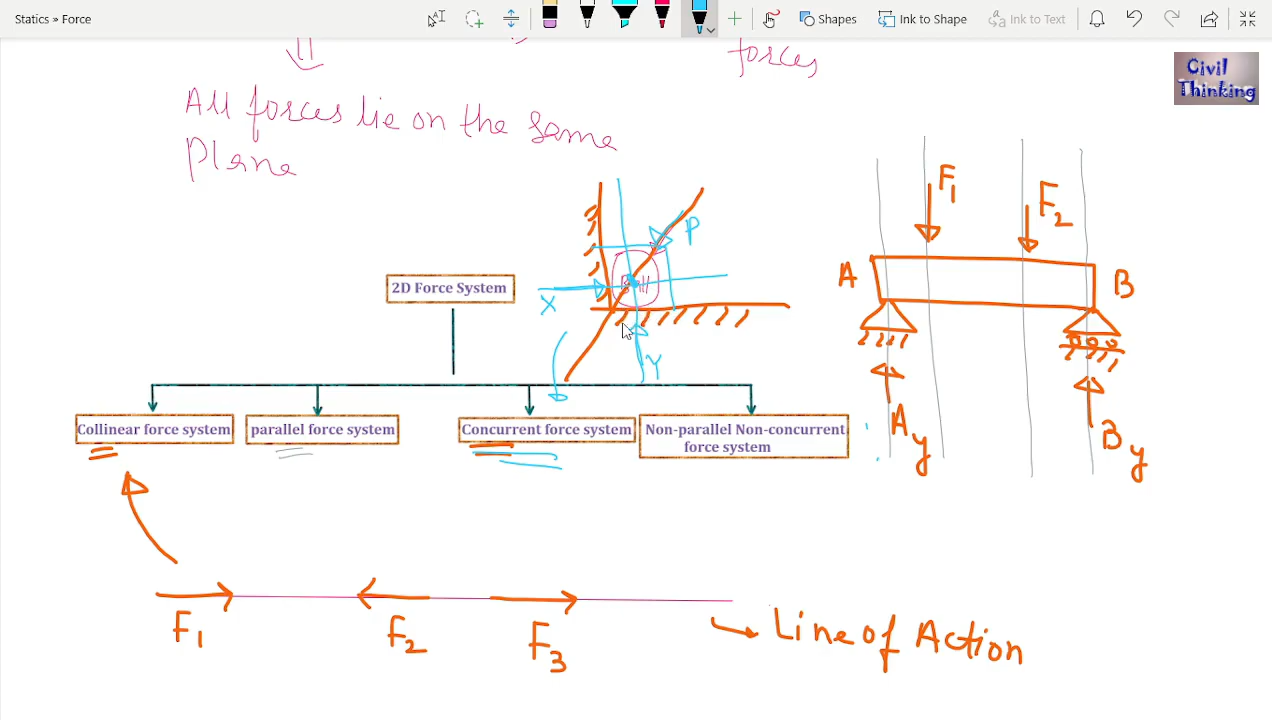 Statics » Force
Shapes
Ink to Shape
Ink to Text
forces
Civil
Thinking
All forces lie on the same
Plane
F1
F2
P
2D Force System
Ball
A
B
X
Y
Collinear force system
parallel force system
Concurrent force system
Non-parallel Non-concurrent
force system
Ay
By
F1
F2
F3
Line of Action